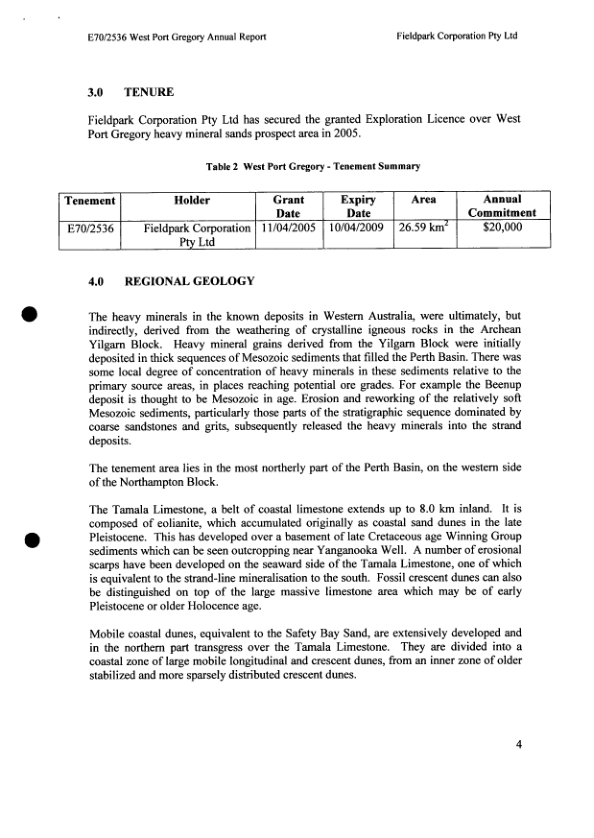 E70/2536 West Port Gregory Annual Report Fieldpark Corporation Pty Ltd
3.0 TENURE
Fieldpark Corporation Pty Ltd has secured the granted Exploration Licence over West
Port Gregory heavy mineral sands prospect area in 2005.
Table 2 West Port Gregory - Tenement Summary
Tenement Holder Grant Expiry Area Annual
Date Date Commitment
E70/2536 Fieldpark Corporation 11/04/2005 10/04/2009 26.59 km² $20,000
Pty Ltd
4.0 REGIONAL GEOLOGY
The heavy minerals in the known deposits in Western Australia, were ultimately, but
indirectly, derived from the weathering of crystalline igneous rocks in the Archean
Yilgarn Block. Heavy mineral grains derived from the Yilgarn Block were initially
deposited in thick sequences of Mesozoic sediments that filled the Perth Basin. There was
some local degree of concentration of heavy minerals in these sediments relative to the
primary source areas, in places reaching potential ore grades. For example the Beenup
deposit is thought to be Mesozoic in age. Erosion and reworking of the relatively soft
Mesozoic sediments, particularly those parts of the stratigraphic sequence dominated by
coarse sandstones and grits, subsequently released the heavy minerals into the strand
deposits.
The tenement area lies in the most northerly part of the Perth Basin, on the western side
of the Northampton Block.
The Tamala Limestone, a belt of coastal limestone extends up to 8.0 km inland. It is
composed of eolianite, which accumulated originally as coastal sand dunes in the late
Pleistocene. This has developed over a basement of late Cretaceous age Winning Group
sediments which can be seen outcropping near Yanganooka Well. A number of erosional
scarps have been developed on the seaward side of the Tamala Limestone, one of which
is equivalent to the strand-line mineralisation to the south. Fossil crescent dunes can also
be distinguished on top of the large massive limestone area which may be of early
Pleistocene or older Holocence age.
Mobile coastal dunes, equivalent to the Safety Bay Sand, are extensively developed and
in the northern part transgress over the Tamala Limestone. They are divided into a
coastal zone of large mobile longitudinal and crescent dunes, from an inner zone of older
stabilized and more sparsely distributed crescent dunes.
4